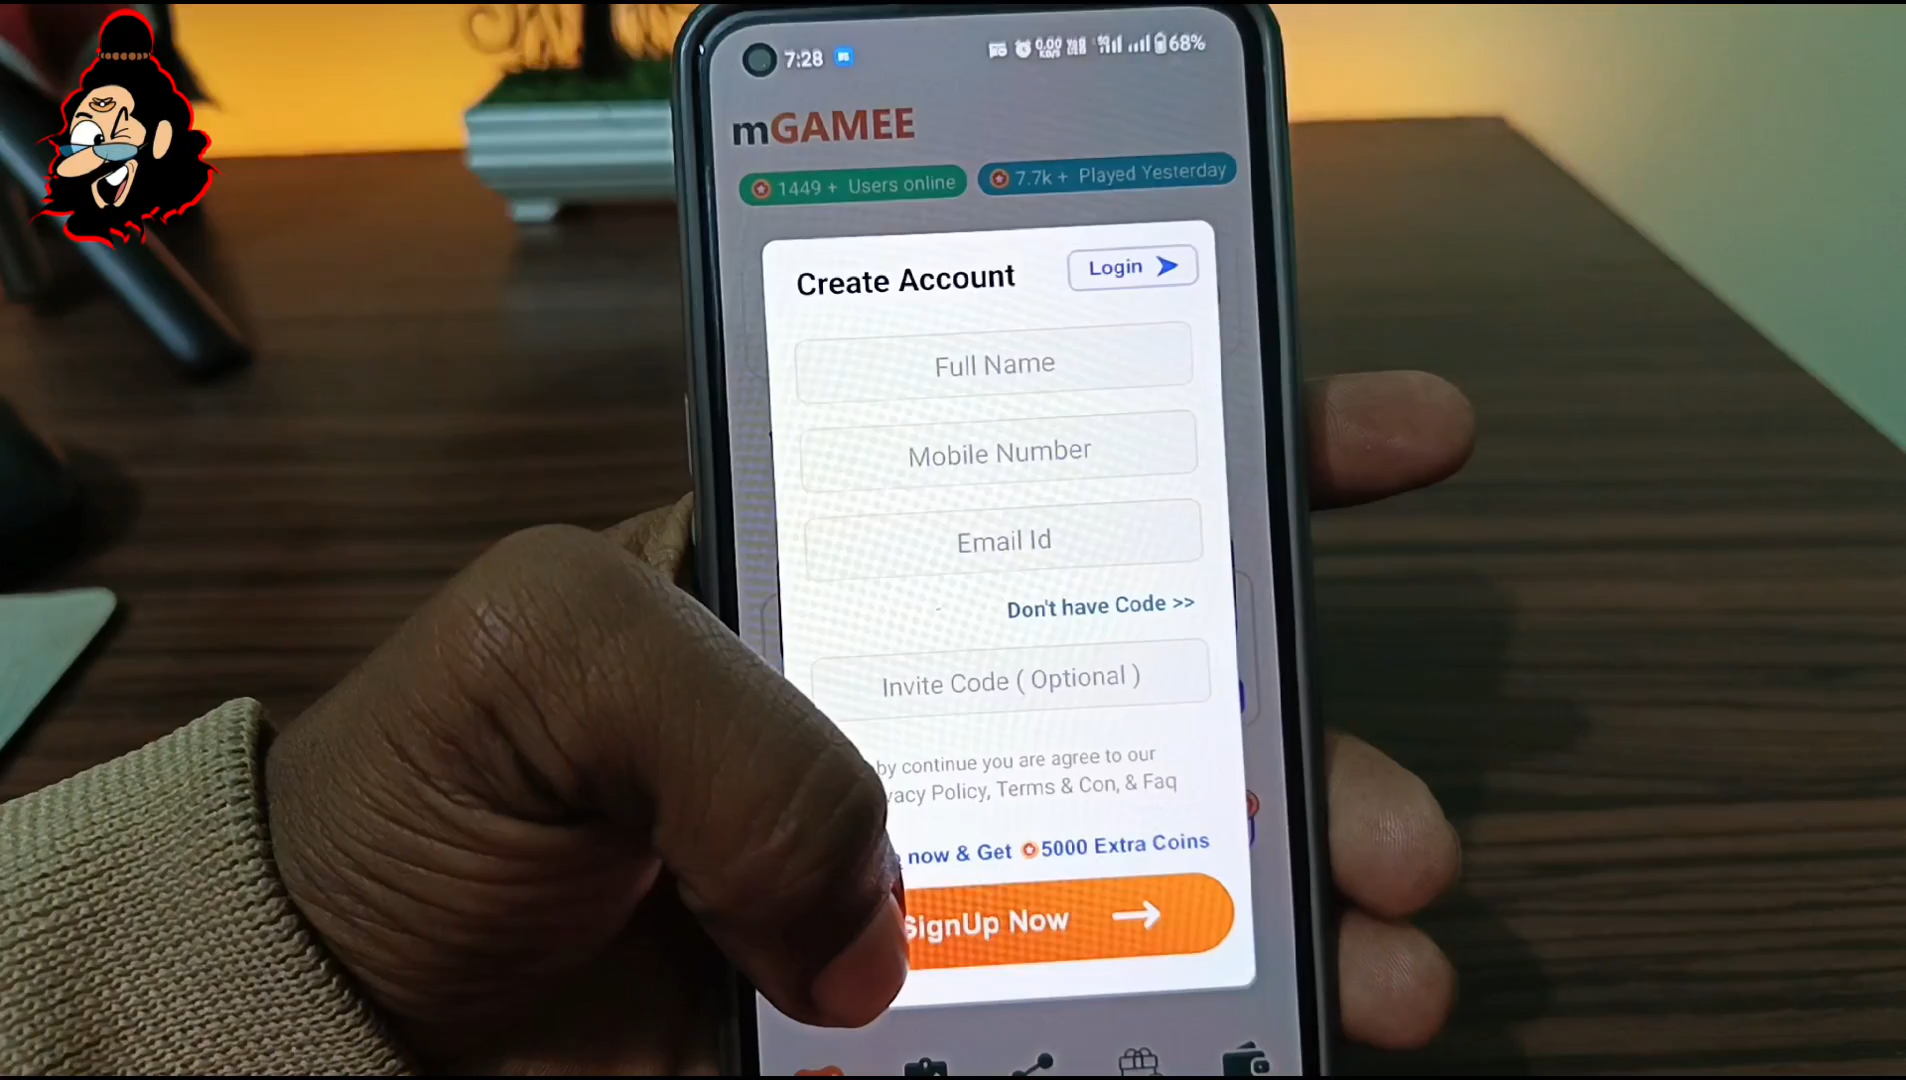 7:28
68%
mGAMEE
1449 + Users online
7.7k + Played Yesterday
Create Account
Login
Full Name
Mobile Number
Email Id
Don't have Code >>
Invite Code ( Optional )
by continue you are agree to our
Policy, Terms & Con, & Faq
now & Get 5000 Extra Coins
SignUp Now